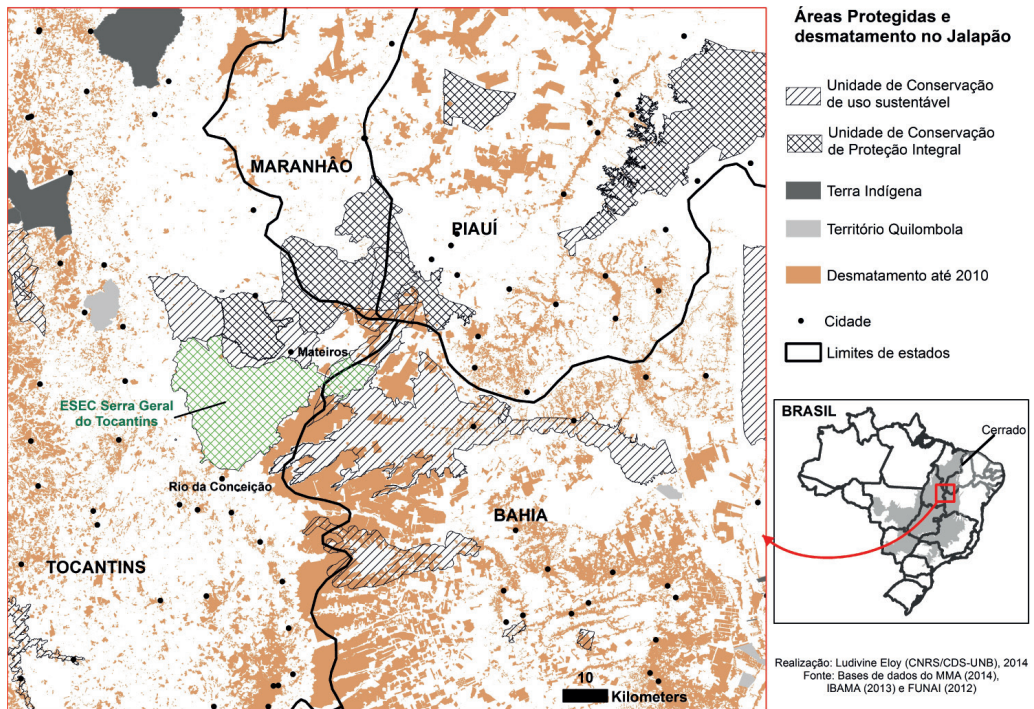 MARANHÂO
PIAUÍ
Mateiros
ESEC Serra Geral
do Tocantins
Rio da Conceição
BAHIA
TOCANTINS
10
Kilometers
Áreas Protegidas e
desmatamento no Jalapão
Unidade de Conservação
de uso sustentável
Unidade de Conservação
de Proteção Integral
Terra Indígena
Território Quilombola
Desmatamento até 2010
Cidade
Limites de estados
BRASIL
Cerrado
Realização: Ludivine Eloy (CNRS/CDS-UNB), 2014
Fonte: Bases de dados do MMA (2014),
IBAMA (2013) e FUNAI (2012)